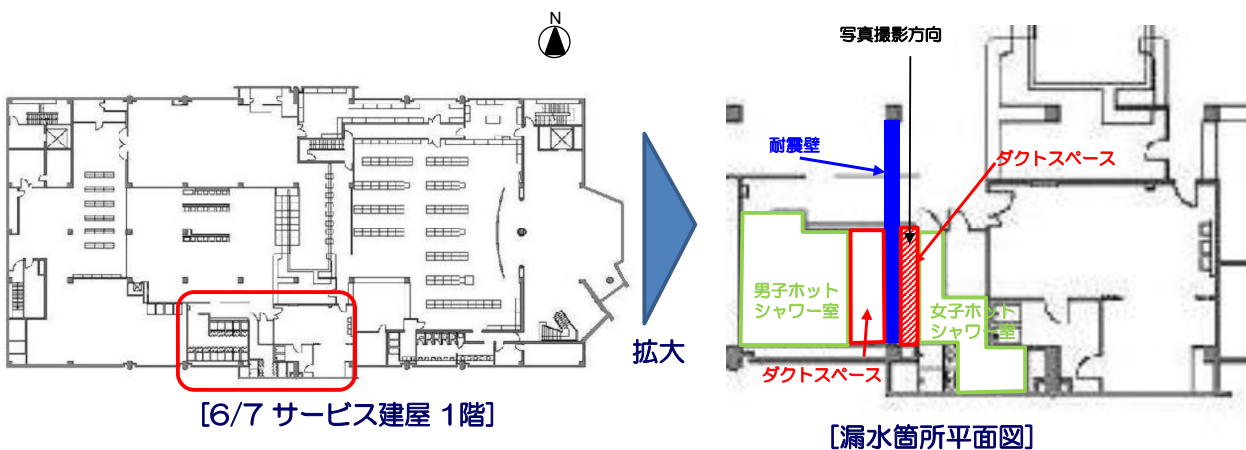 N
写真撮影方向
耐震壁
ダクトスペース
男子ホット
シャワー室
女子ホット
シャワー室
拡大
ダクトスペース
[6/7 サービス建屋 1階]
[漏水箇所平面図]